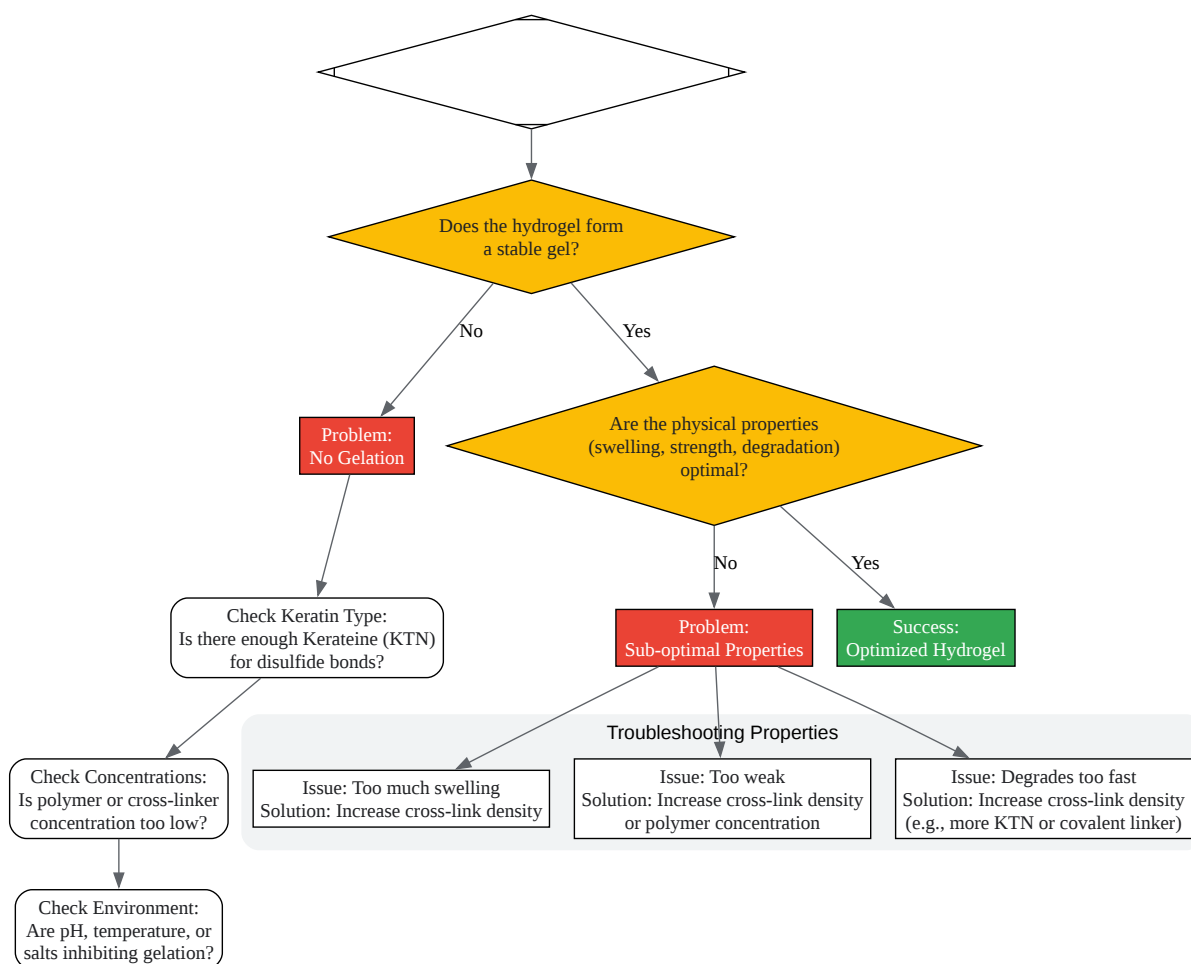 Does the hydrogel form
a stable gel?
No
Yes
Problem:
No Gelation
Are the physical properties
(swelling, strength, degradation)
optimal?
No
Yes
Check Keratin Type:
Is there enough Kerateine (KTN)
for disulfide bonds?
Problem:
Sub-optimal Properties
Success:
Optimized Hydrogel
Troubleshooting Properties
Check Concentrations:
Is polymer or cross-linker
concentration too low?
Issue: Too much swelling
Solution: Increase cross-link density
Issue: Too weak
Solution: Increase cross-link density
or polymer concentration
Issue: Degrades too fast
Solution: Increase cross-link density
(e.g., more KTN or covalent linker)
Check Environment:
Are pH, temperature, or
salts inhibiting gelation?